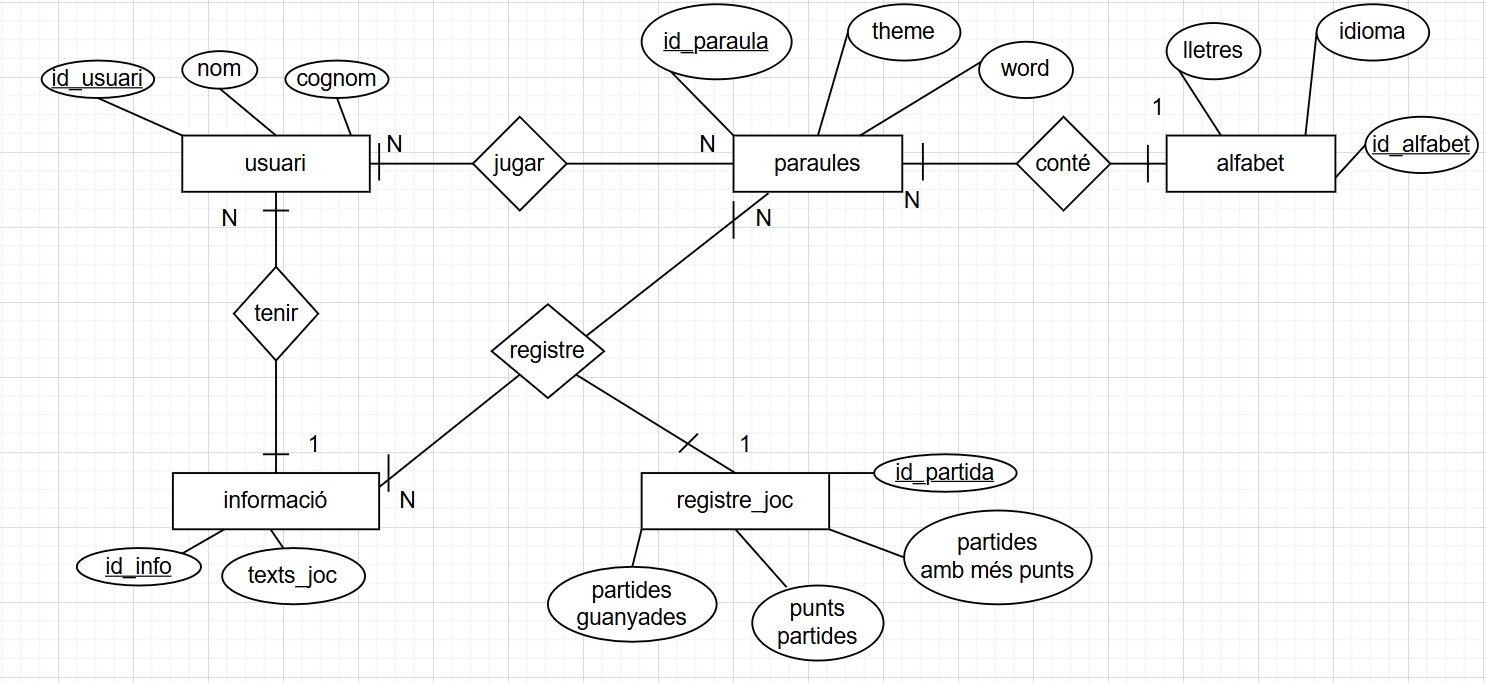 id_usuari
nom
cognom
id_paraula
theme
word
lletres
idioma
id_alfabet
usuari
N
jugar
N
paraules
N
conté
1
alfabet
N
N
tenir
registre
1
N
1
informació
registre_joc
id_info
texts_joc
id_partida
partides
guanyades
punts
partides
partides
amb més punts